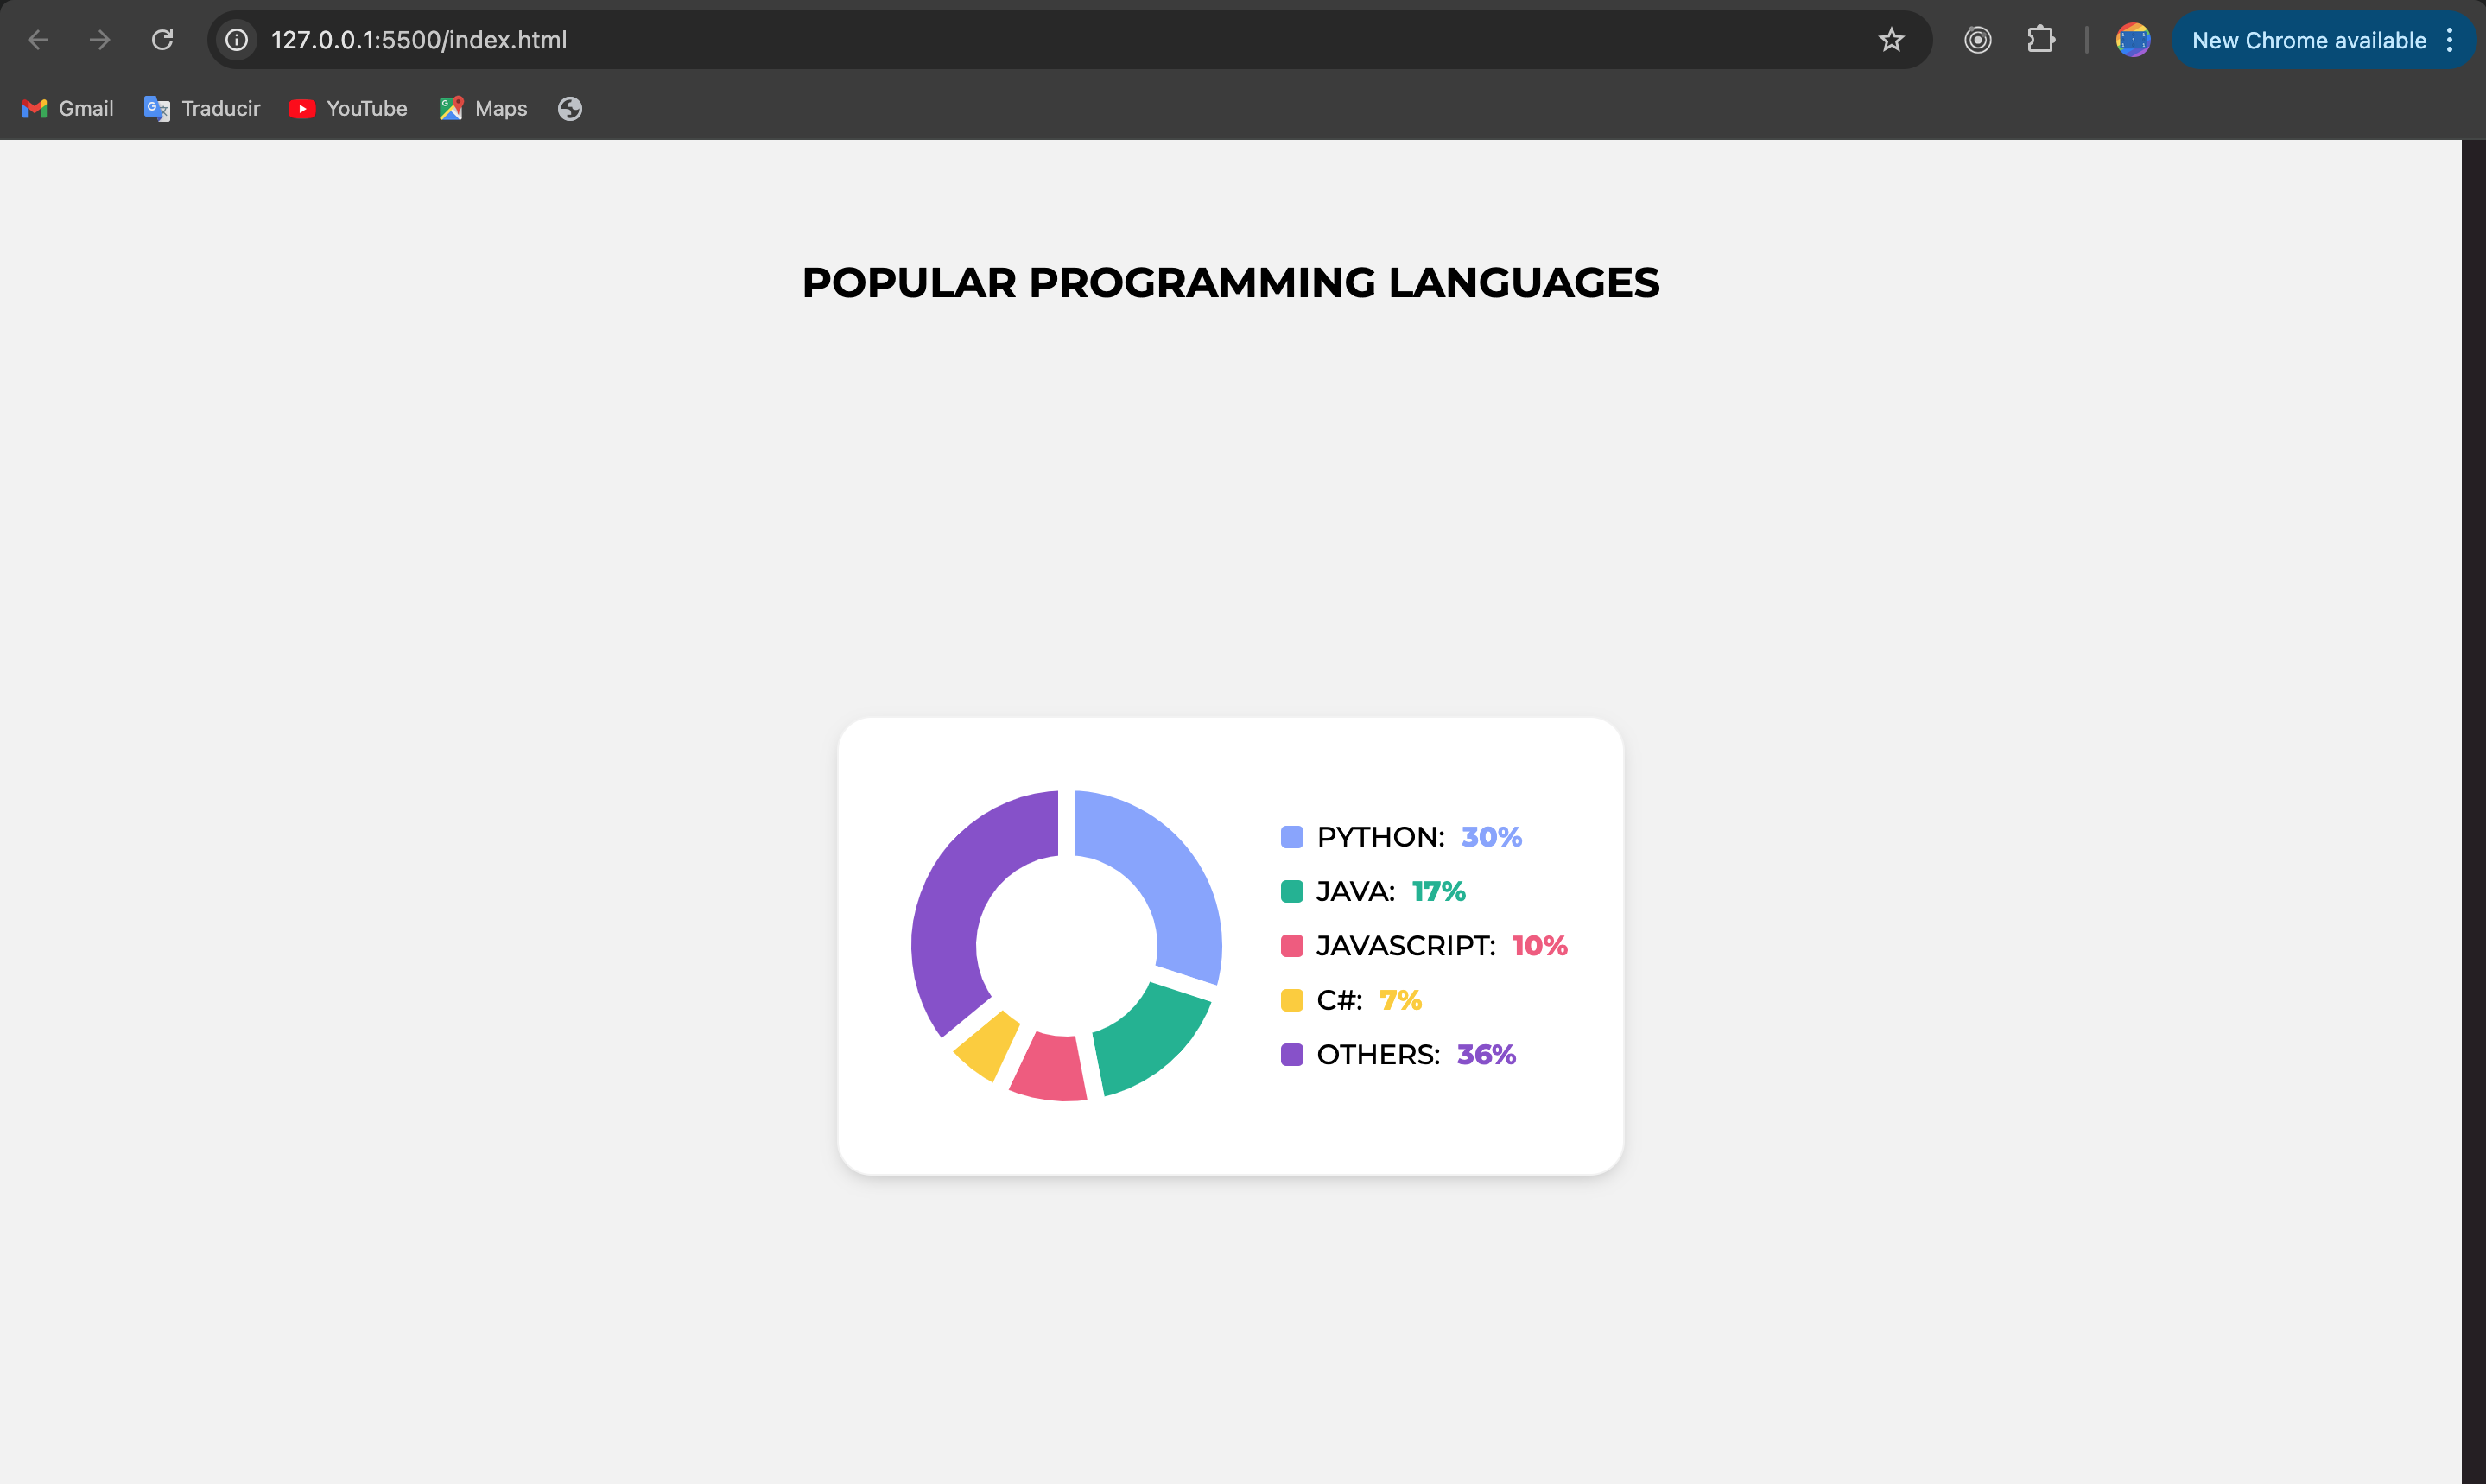 127.0.0.1:5500/index.html
New Chrome available
Gmail
Traducir
YouTube
Maps
POPULAR PROGRAMMING LANGUAGES
PYTHON: 30%
JAVA: 17%
JAVASCRIPT: 10%
C#: 7%
OTHERS: 36%